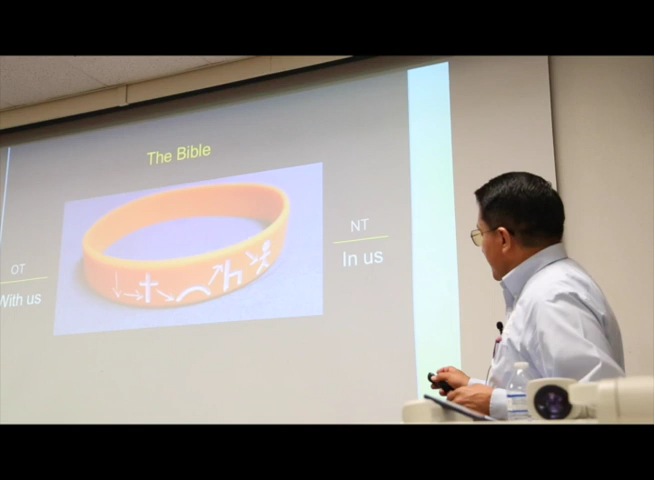 The Bible
OT
With us
NT
In us